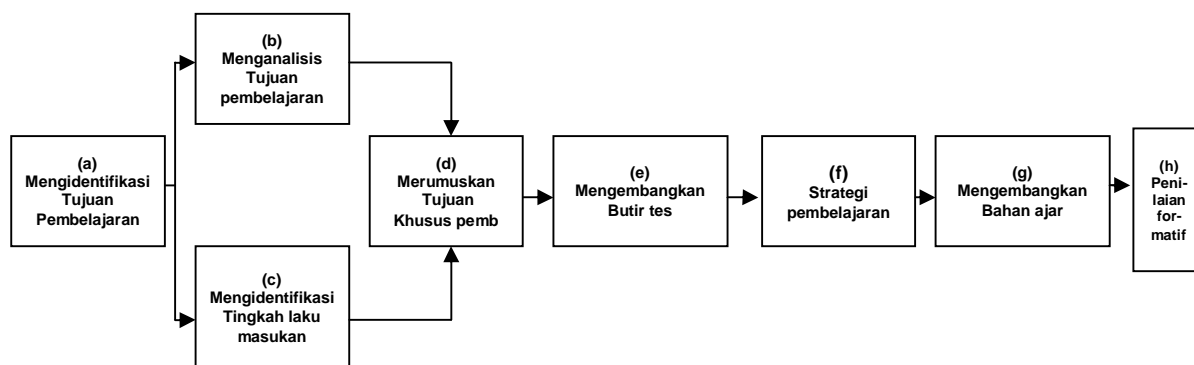 (a)
Mengidentifikasi
Tujuan
Pembelajaran
(b)
Menganalisis
Tujuan
pembelajaran
(c)
Mengidentifikasi
Tingkah laku
masukan
(d)
Merumuskan
Tujuan
Khusus pemb
(e)
Mengembangkan
Butir tes
(f)
Strategi
pembelajaran
(g)
Mengembangkan
Bahan ajar
(h)
Peni-
laian
for-
matif